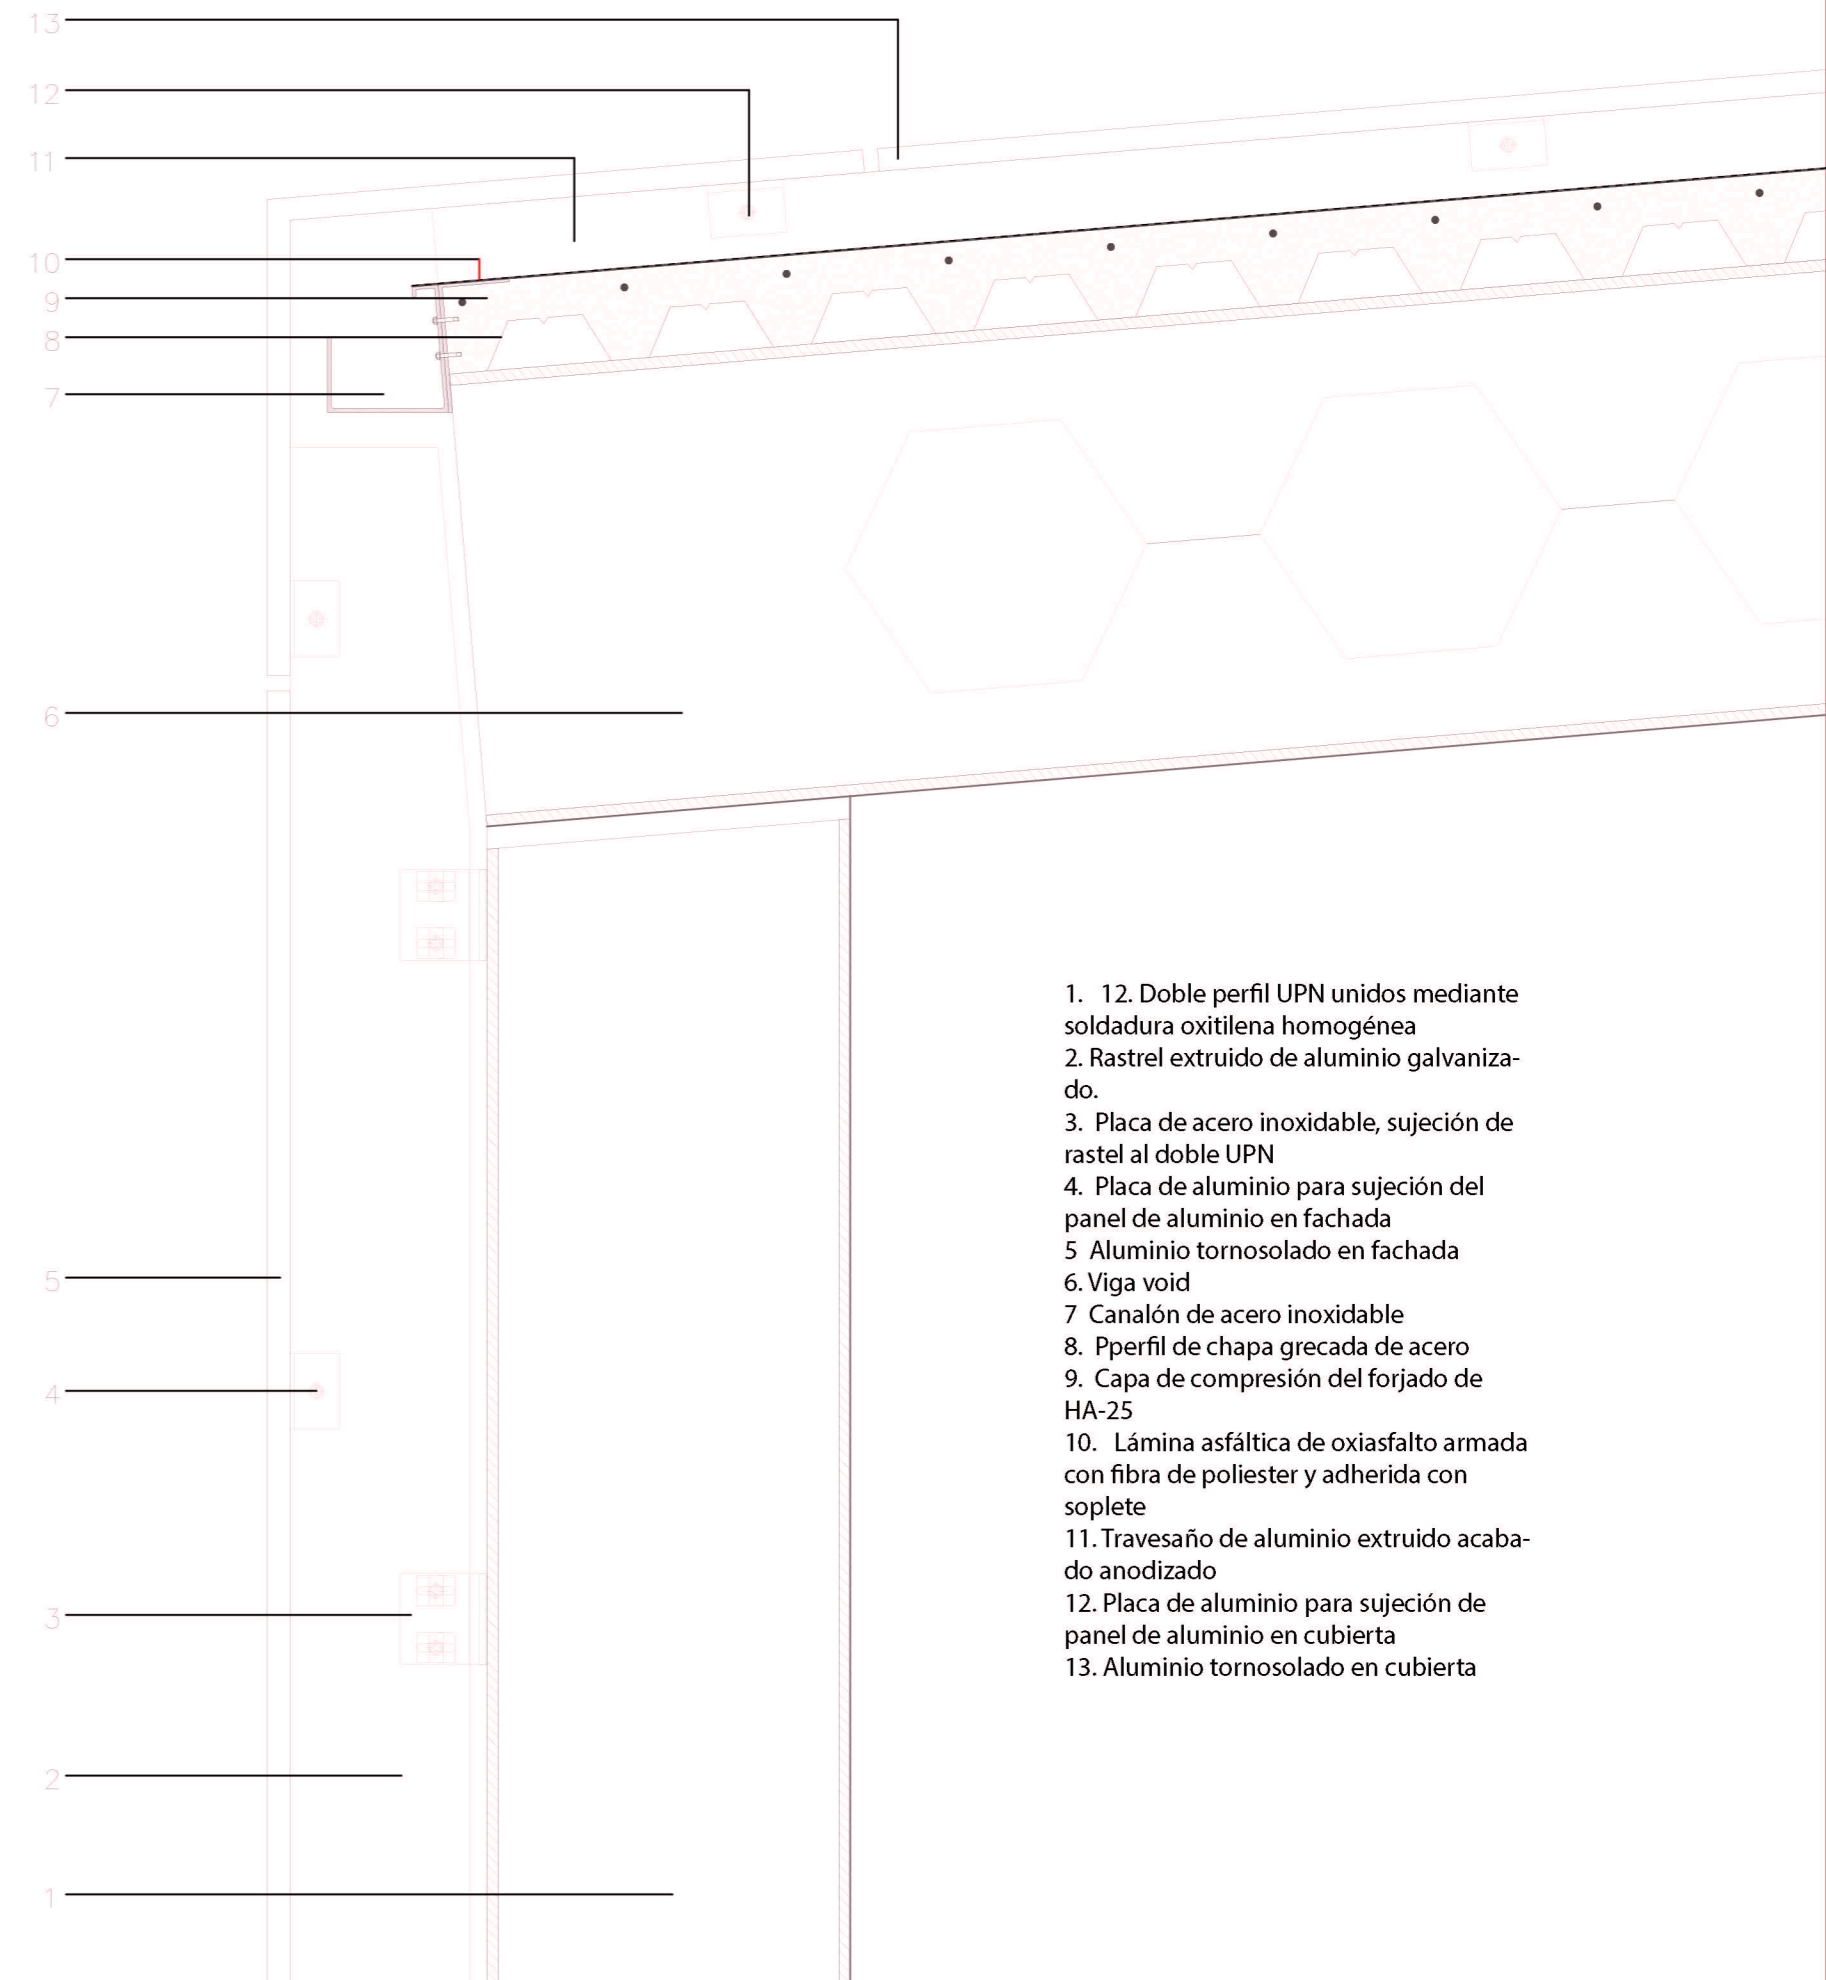 13
12
11
10
9
8
7
6
5
4
3
2
1
1. 12. Doble perfil UPN unidos mediante
soldadura oxitilena homogénea
2. Rastrel extruido de aluminio galvaniza-
do.
3. Placa de acero inoxidable, sujeción de
rastel al doble UPN
4. Placa de aluminio para sujeción del
panel de aluminio en fachada
5 Aluminio tornosolado en fachada
6. Viga void
7 Canalón de acero inoxidable
8. Pperfil de chapa grecada de acero
9. Capa de compresión del forjado de
HA-25
10. Lámina asfáltica de oxiasfalto armada
con fibra de poliester y adherida con
soplete
11. Travesaño de aluminio extruido acaba-
do anodizado
12. Placa de aluminio para sujeción de
panel de aluminio en cubierta
13. Aluminio tornosolado en cubierta